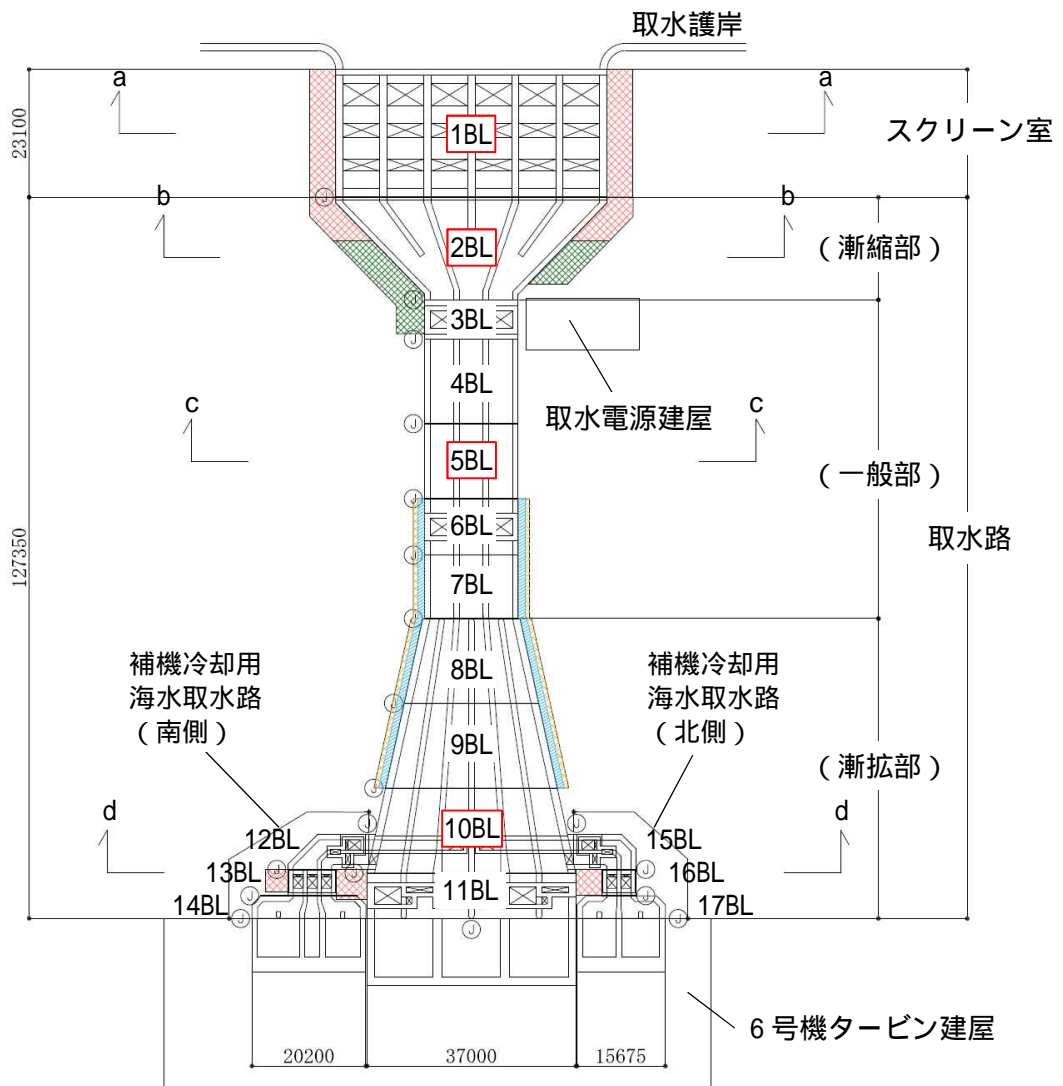 取水護岸
a
a
23100
1BL
スクリーン室
J
b
b
2BL
(漸縮部)
J
3BL
J
4BL
取水電源建屋
c
c
J
5BL
(一般部)
J
6BL
取水路
127350
J
7BL
J
補機冷却用
海水取水路
(南側)
8BL
補機冷却用
海水取水路
(北側)
J
9BL
(漸拡部)
J
d
d
J
10BL
J
12BL
15BL
J
J
J
13BL
16BL
11BL
J
J
14BL
17BL
J
J
J
6号機タービン建屋
20200
37000
15675